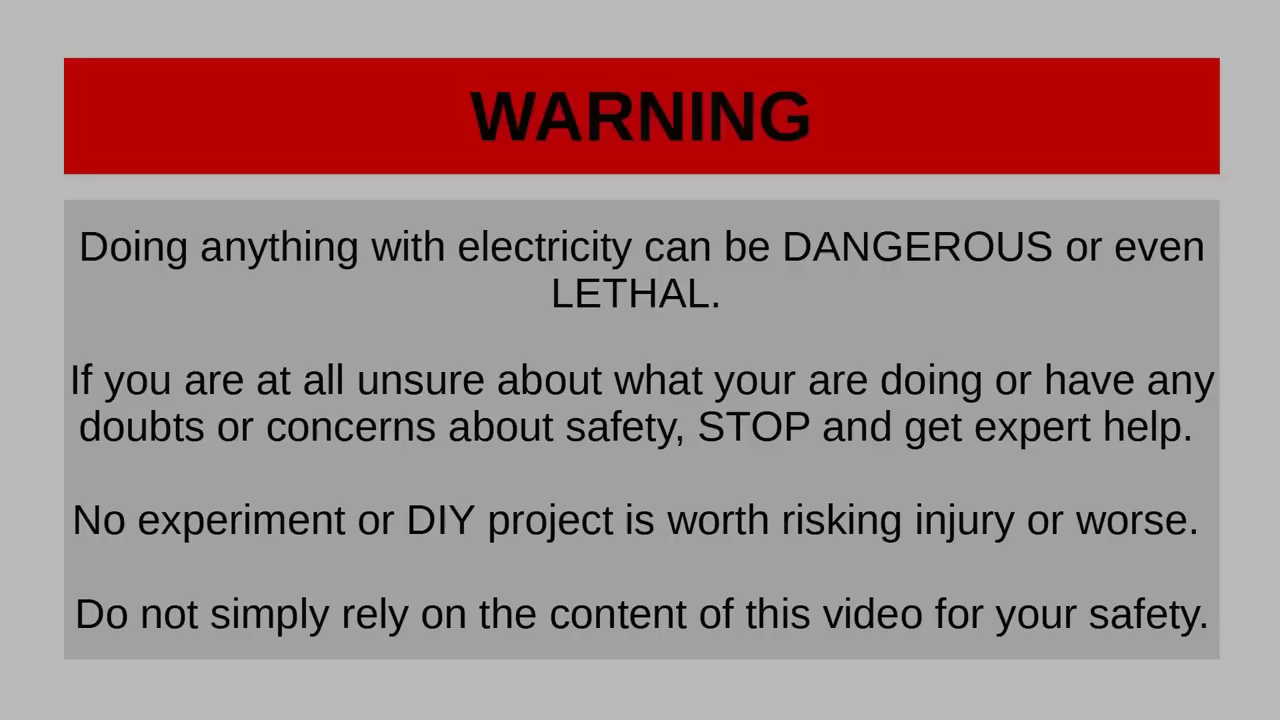 WARNING
Doing anything with electricity can be DANGEROUS or even
LETHAL.
If you are at all unsure about what your are doing or have any
doubts or concerns about safety, STOP and get expert help.
No experiment or DIY project is worth risking injury or worse.
Do not simply rely on the content of this video for your safety.